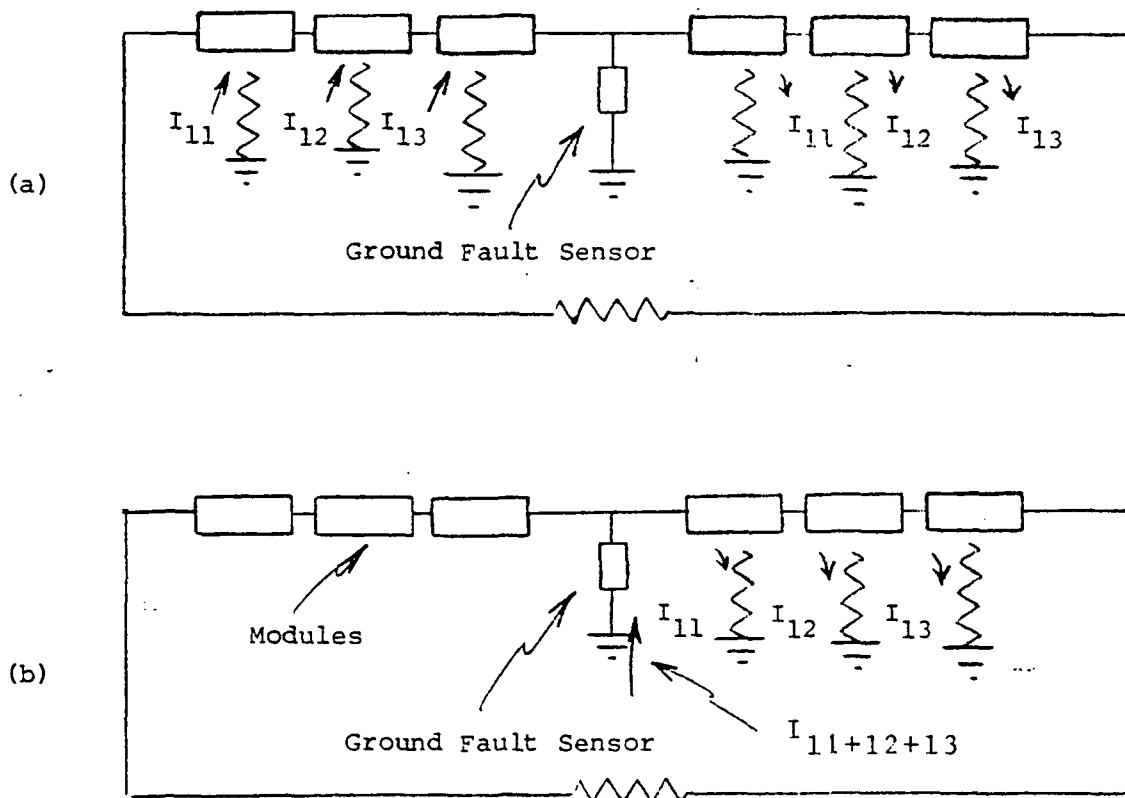 I11 I12 I13 I11 I12 I13
(a)
Ground Fault Sensor
Modules
I11 I12 I13
(b)
Ground Fault Sensor
I11+12+13